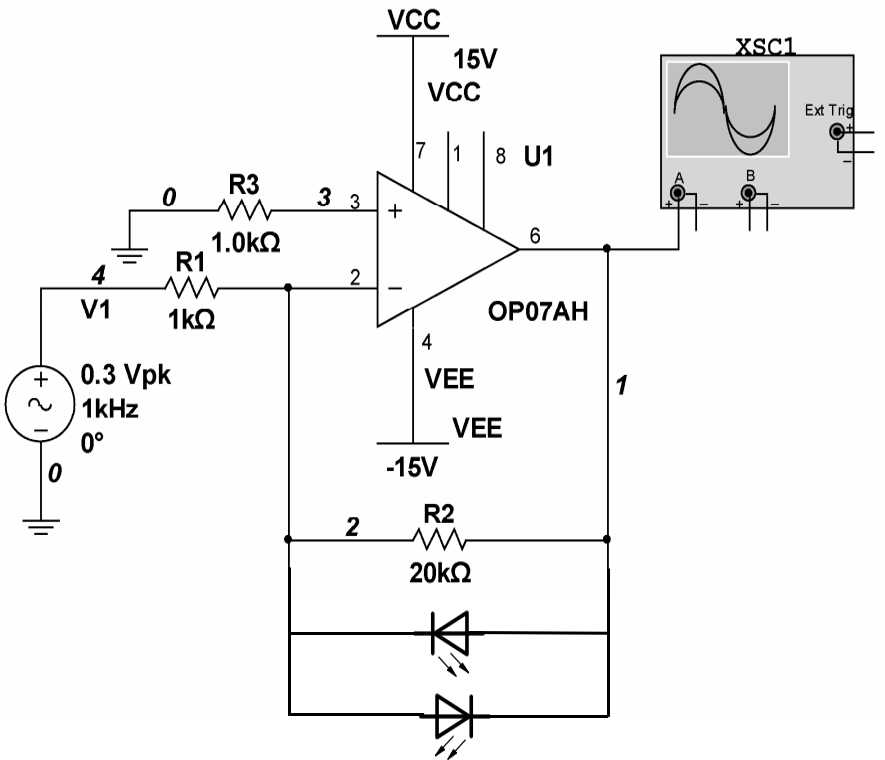 VCC
15V
VCC
XSC1
Ext Trig
+
−
A
B
+ −
+ −
7
1
8
U1
0
R3
3
3
+
1.0kΩ
6
4
R1
2
−
V1
1kΩ
OP07AH
4
+
0.3 Vpk
VEE
1
1kHz
−
0°
VEE
0
-15V
2
R2
20kΩ